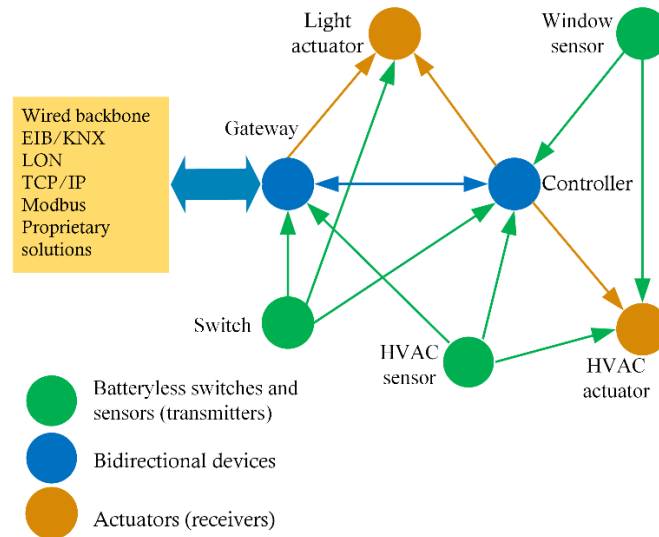 Light
actuator
Window
sensor
Wired backbone
EIB/KNX
LON
TCP/IP
Modbus
Proprietary
solutions
Gateway
Controller
Switch
HVAC
sensor
HVAC
actuator
Batteryless switches and
sensors (transmitters)
Bidirectional devices
Actuators (receivers)